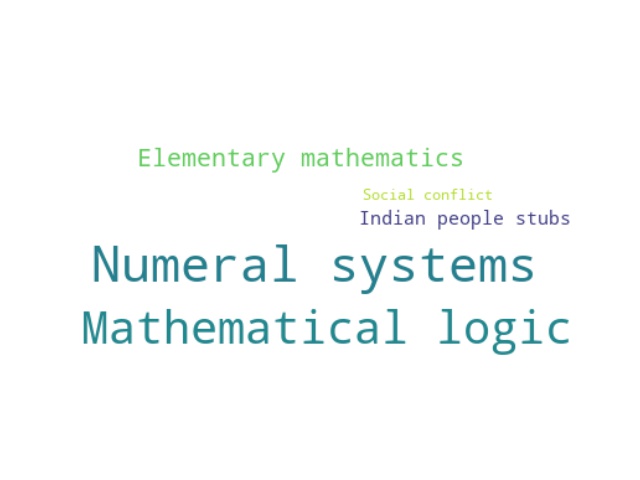 Elementary mathematics
Social conflict
Indian people stubs
Numeral systems
Mathematical logic